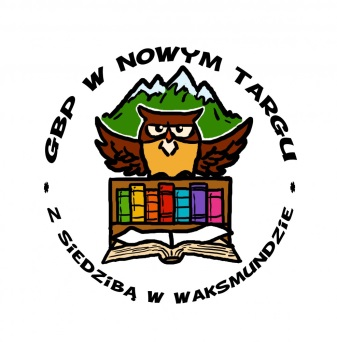 GBP W NOWYM TARGU
* Z SIEDZIBĄ W WAKSMUNDZIE *